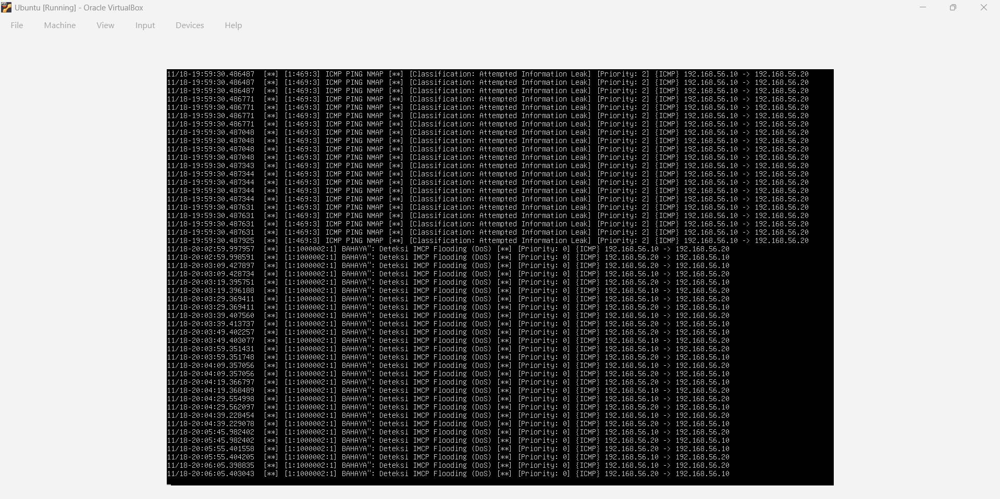 Ubuntu [Running] - Oracle VirtualBox
File Machine View Input Devices Help
11/18-19:59:30.486487 [**] [1:469:3] ICMP PING NMAP [**] [Classification: Attempted Information Leak] [Priority: 2] {ICMP} 192.168.56.10 -> 192.168.56.20
11/18-19:59:30.486487 [**] [1:469:3] ICMP PING NMAP [**] [Classification: Attempted Information Leak] [Priority: 2] {ICMP} 192.168.56.10 -> 192.168.56.20
11/18-19:59:30.486487 [**] [1:469:3] ICMP PING NMAP [**] [Classification: Attempted Information Leak] [Priority: 2] {ICMP} 192.168.56.10 -> 192.168.56.20
11/18-19:59:30.486771 [**] [1:469:3] ICMP PING NMAP [**] [Classification: Attempted Information Leak] [Priority: 2] {ICMP} 192.168.56.10 -> 192.168.56.20
11/18-19:59:30.486771 [**] [1:469:3] ICMP PING NMAP [**] [Classification: Attempted Information Leak] [Priority: 2] {ICMP} 192.168.56.10 -> 192.168.56.20
11/18-19:59:30.486771 [**] [1:469:3] ICMP PING NMAP [**] [Classification: Attempted Information Leak] [Priority: 2] {ICMP} 192.168.56.10 -> 192.168.56.20
11/18-19:59:30.486771 [**] [1:469:3] ICMP PING NMAP [**] [Classification: Attempted Information Leak] [Priority: 2] {ICMP} 192.168.56.10 -> 192.168.56.20
11/18-19:59:30.487048 [**] [1:469:3] ICMP PING NMAP [**] [Classification: Attempted Information Leak] [Priority: 2] {ICMP} 192.168.56.10 -> 192.168.56.20
11/18-19:59:30.487048 [**] [1:469:3] ICMP PING NMAP [**] [Classification: Attempted Information Leak] [Priority: 2] {ICMP} 192.168.56.10 -> 192.168.56.20
11/18-19:59:30.487048 [**] [1:469:3] ICMP PING NMAP [**] [Classification: Attempted Information Leak] [Priority: 2] {ICMP} 192.168.56.10 -> 192.168.56.20
11/18-19:59:30.487048 [**] [1:469:3] ICMP PING NMAP [**] [Classification: Attempted Information Leak] [Priority: 2] {ICMP} 192.168.56.10 -> 192.168.56.20
11/18-19:59:30.487343 [**] [1:469:3] ICMP PING NMAP [**] [Classification: Attempted Information Leak] [Priority: 2] {ICMP} 192.168.56.10 -> 192.168.56.20
11/18-19:59:30.487344 [**] [1:469:3] ICMP PING NMAP [**] [Classification: Attempted Information Leak] [Priority: 2] {ICMP} 192.168.56.10 -> 192.168.56.20
11/18-19:59:30.487344 [**] [1:469:3] ICMP PING NMAP [**] [Classification: Attempted Information Leak] [Priority: 2] {ICMP} 192.168.56.10 -> 192.168.56.20
11/18-19:59:30.487344 [**] [1:469:3] ICMP PING NMAP [**] [Classification: Attempted Information Leak] [Priority: 2] {ICMP} 192.168.56.10 -> 192.168.56.20
11/18-19:59:30.487344 [**] [1:469:3] ICMP PING NMAP [**] [Classification: Attempted Information Leak] [Priority: 2] {ICMP} 192.168.56.10 -> 192.168.56.20
11/18-19:59:30.487631 [**] [1:469:3] ICMP PING NMAP [**] [Classification: Attempted Information Leak] [Priority: 2] {ICMP} 192.168.56.10 -> 192.168.56.20
11/18-19:59:30.487631 [**] [1:469:3] ICMP PING NMAP [**] [Classification: Attempted Information Leak] [Priority: 2] {ICMP} 192.168.56.10 -> 192.168.56.20
11/18-19:59:30.487631 [**] [1:469:3] ICMP PING NMAP [**] [Classification: Attempted Information Leak] [Priority: 2] {ICMP} 192.168.56.10 -> 192.168.56.20
11/18-19:59:30.487631 [**] [1:469:3] ICMP PING NMAP [**] [Classification: Attempted Information Leak] [Priority: 2] {ICMP} 192.168.56.10 -> 192.168.56.20
11/18-19:59:30.487925 [**] [1:469:3] ICMP PING NMAP [**] [Classification: Attempted Information Leak] [Priority: 2] {ICMP} 192.168.56.10 -> 192.168.56.20
11/18-20:02:59.997957 [**] [1:1000002:1] BAHAYA": Deteksi IMCP Flooding (DoS) [**] [Priority: 0] {ICMP} 192.168.56.10 -> 192.168.56.20
11/18-20:02:59.998591 [**] [1:1000002:1] BAHAYA": Deteksi IMCP Flooding (DoS) [**] [Priority: 0] {ICMP} 192.168.56.20 -> 192.168.56.10
11/18-20:03:09.427897 [**] [1:1000002:1] BAHAYA": Deteksi IMCP Flooding (DoS) [**] [Priority: 0] {ICMP} 192.168.56.20 -> 192.168.56.10
11/18-20:03:09.428734 [**] [1:1000002:1] BAHAYA": Deteksi IMCP Flooding (DoS) [**] [Priority: 0] {ICMP} 192.168.56.10 -> 192.168.56.20
11/18-20:03:19.395751 [**] [1:1000002:1] BAHAYA": Deteksi IMCP Flooding (DoS) [**] [Priority: 0] {ICMP} 192.168.56.20 -> 192.168.56.10
11/18-20:03:19.396188 [**] [1:1000002:1] BAHAYA": Deteksi IMCP Flooding (DoS) [**] [Priority: 0] {ICMP} 192.168.56.10 -> 192.168.56.20
11/18-20:03:29.369411 [**] [1:1000002:1] BAHAYA": Deteksi IMCP Flooding (DoS) [**] [Priority: 0] {ICMP} 192.168.56.10 -> 192.168.56.20
11/18-20:03:29.369411 [**] [1:1000002:1] BAHAYA": Deteksi IMCP Flooding (DoS) [**] [Priority: 0] {ICMP} 192.168.56.20 -> 192.168.56.10
11/18-20:03:39.407560 [**] [1:1000002:1] BAHAYA": Deteksi IMCP Flooding (DoS) [**] [Priority: 0] {ICMP} 192.168.56.10 -> 192.168.56.20
11/18-20:03:39.413737 [**] [1:1000002:1] BAHAYA": Deteksi IMCP Flooding (DoS) [**] [Priority: 0] {ICMP} 192.168.56.20 -> 192.168.56.10
11/18-20:03:49.402257 [**] [1:1000002:1] BAHAYA": Deteksi IMCP Flooding (DoS) [**] [Priority: 0] {ICMP} 192.168.56.20 -> 192.168.56.10
11/18-20:03:49.403077 [**] [1:1000002:1] BAHAYA": Deteksi IMCP Flooding (DoS) [**] [Priority: 0] {ICMP} 192.168.56.10 -> 192.168.56.20
11/18-20:03:59.351431 [**] [1:1000002:1] BAHAYA": Deteksi IMCP Flooding (DoS) [**] [Priority: 0] {ICMP} 192.168.56.10 -> 192.168.56.20
11/18-20:03:59.351748 [**] [1:1000002:1] BAHAYA": Deteksi IMCP Flooding (DoS) [**] [Priority: 0] {ICMP} 192.168.56.20 -> 192.168.56.10
11/18-20:04:09.357056 [**] [1:1000002:1] BAHAYA": Deteksi IMCP Flooding (DoS) [**] [Priority: 0] {ICMP} 192.168.56.10 -> 192.168.56.20
11/18-20:04:09.357056 [**] [1:1000002:1] BAHAYA": Deteksi IMCP Flooding (DoS) [**] [Priority: 0] {ICMP} 192.168.56.20 -> 192.168.56.10
11/18-20:04:19.366797 [**] [1:1000002:1] BAHAYA": Deteksi IMCP Flooding (DoS) [**] [Priority: 0] {ICMP} 192.168.56.20 -> 192.168.56.10
11/18-20:04:19.368489 [**] [1:1000002:1] BAHAYA": Deteksi IMCP Flooding (DoS) [**] [Priority: 0] {ICMP} 192.168.56.10 -> 192.168.56.20
11/18-20:04:29.554998 [**] [1:1000002:1] BAHAYA": Deteksi IMCP Flooding (DoS) [**] [Priority: 0] {ICMP} 192.168.56.10 -> 192.168.56.20
11/18-20:04:29.562097 [**] [1:1000002:1] BAHAYA": Deteksi IMCP Flooding (DoS) [**] [Priority: 0] {ICMP} 192.168.56.20 -> 192.168.56.10
11/18-20:04:39.228454 [**] [1:1000002:1] BAHAYA": Deteksi IMCP Flooding (DoS) [**] [Priority: 0] {ICMP} 192.168.56.10 -> 192.168.56.20
11/18-20:04:39.229078 [**] [1:1000002:1] BAHAYA": Deteksi IMCP Flooding (DoS) [**] [Priority: 0] {ICMP} 192.168.56.20 -> 192.168.56.10
11/18-20:05:45.982402 [**] [1:1000002:1] BAHAYA": Deteksi IMCP Flooding (DoS) [**] [Priority: 0] {ICMP} 192.168.56.10 -> 192.168.56.20
11/18-20:05:45.982402 [**] [1:1000002:1] BAHAYA": Deteksi IMCP Flooding (DoS) [**] [Priority: 0] {ICMP} 192.168.56.20 -> 192.168.56.10
11/18-20:05:55.401558 [**] [1:1000002:1] BAHAYA": Deteksi IMCP Flooding (DoS) [**] [Priority: 0] {ICMP} 192.168.56.20 -> 192.168.56.10
11/18-20:05:55.404205 [**] [1:1000002:1] BAHAYA": Deteksi IMCP Flooding (DoS) [**] [Priority: 0] {ICMP} 192.168.56.10 -> 192.168.56.20
11/18-20:06:05.398835 [**] [1:1000002:1] BAHAYA": Deteksi IMCP Flooding (DoS) [**] [Priority: 0] {ICMP} 192.168.56.10 -> 192.168.56.20
11/18-20:06:05.403043 [**] [1:1000002:1] BAHAYA": Deteksi IMCP Flooding (DoS) [**] [Priority: 0] {ICMP} 192.168.56.20 -> 192.168.56.10